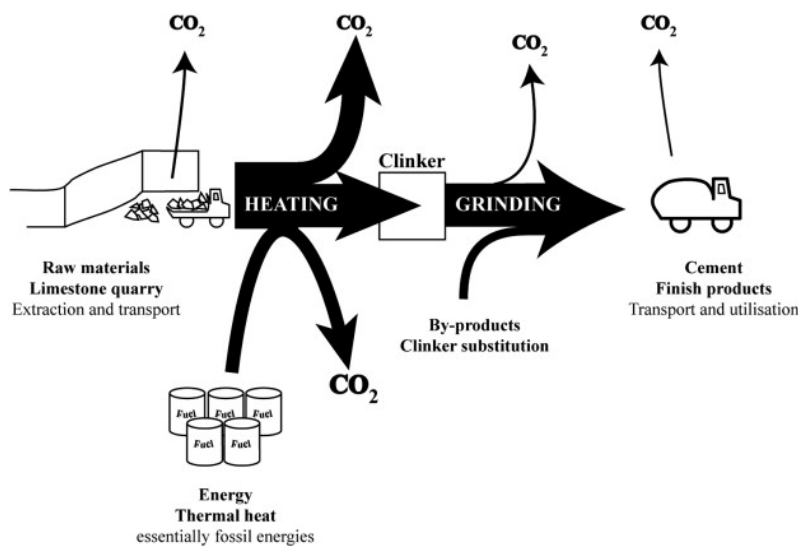 CO₂
CO₂
CO₂
CO₂
Clinker
HEATING
GRINDING
Raw materials
Limestone quarry
Extraction and transport
Cement
Finish products
Transport and utilisation
By-products
Clinker substitution
CO₂
Fuel
Fuel
Fuel
Fuel
Fuel
Energy
Thermal heat
essentially fossil energies